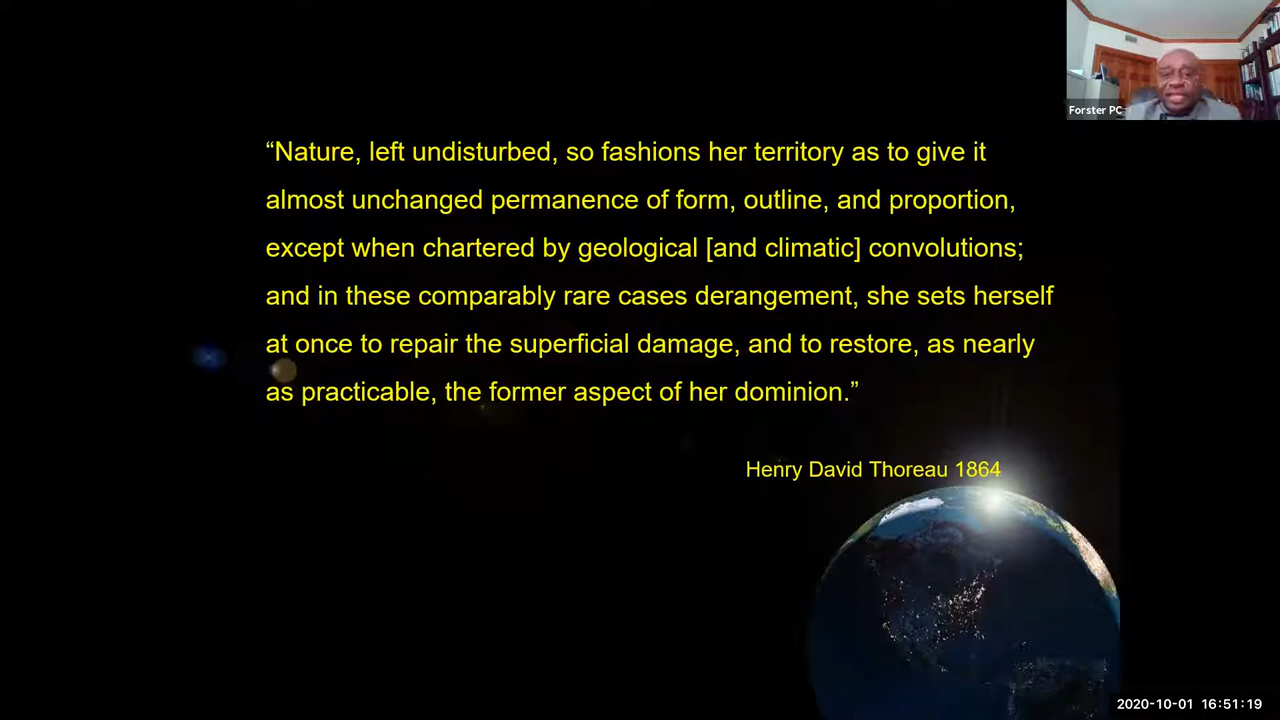 Forster PC
“Nature, left undisturbed, so fashions her territory as to give it
almost unchanged permanence of form, outline, and proportion,
except when chartered by geological [and climatic] convolutions;
and in these comparably rare cases derangement, she sets herself
at once to repair the superficial damage, and to restore, as nearly
as practicable, the former aspect of her dominion.”
Henry David Thoreau 1864
2020-10-01 16:51:19